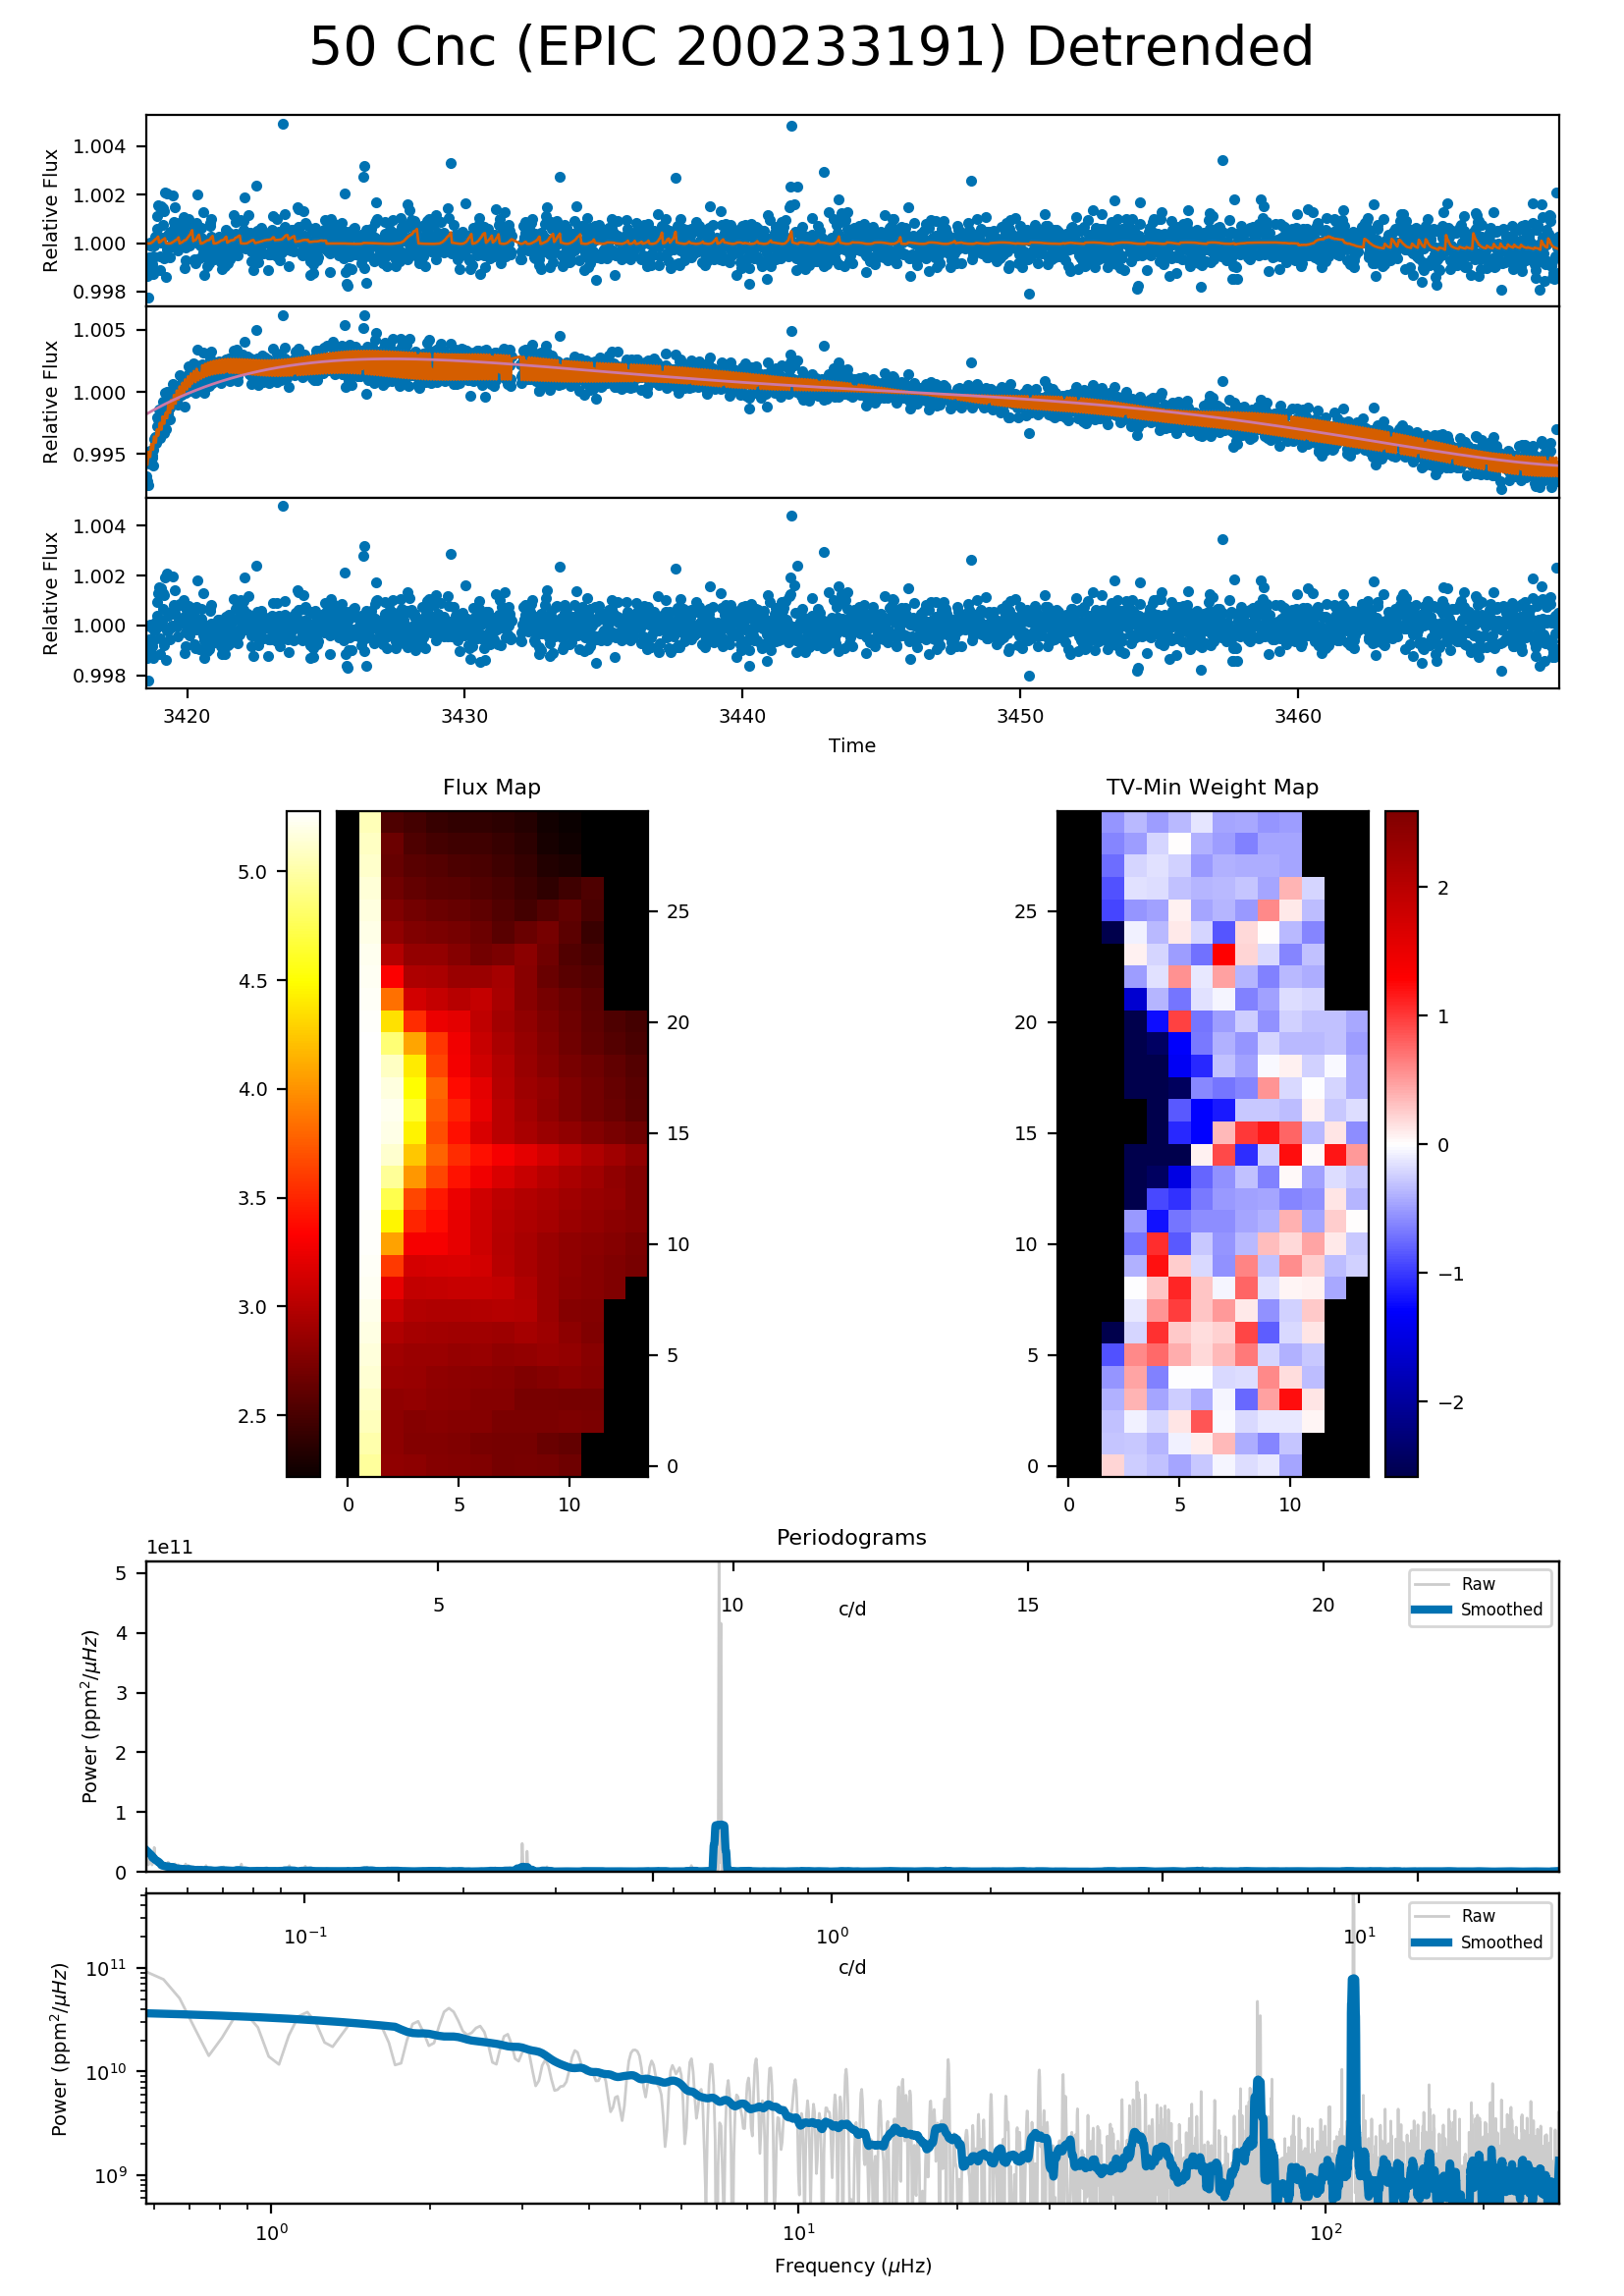 50 Cnc (EPIC 200233191) Detrended
Relative Flux
1.004
1.002
1.000
0.998
Relative Flux
1.005
1.000
0.995
Relative Flux
1.004
1.002
1.000
0.998
3420 3430 3440 3450 3460
Time
Flux Map
5.0
4.5
4.0
3.5
3.0
2.5
25
20
15
10
5
0
0 5 10
TV-Min Weight Map
25
20
15
10
5
0
0 5 10
2
1
0
−1
−2
Periodograms
1e11
Power (ppm²/μHz)
5
4
3
2
1
0
5 10 15 20
c/d
Raw
Smoothed
Power (ppm²/μHz)
10¹¹
10¹⁰
10⁹
10⁻¹ 10⁰ 10¹
c/d
Raw
Smoothed
10⁰ 10¹ 10²
Frequency (μHz)